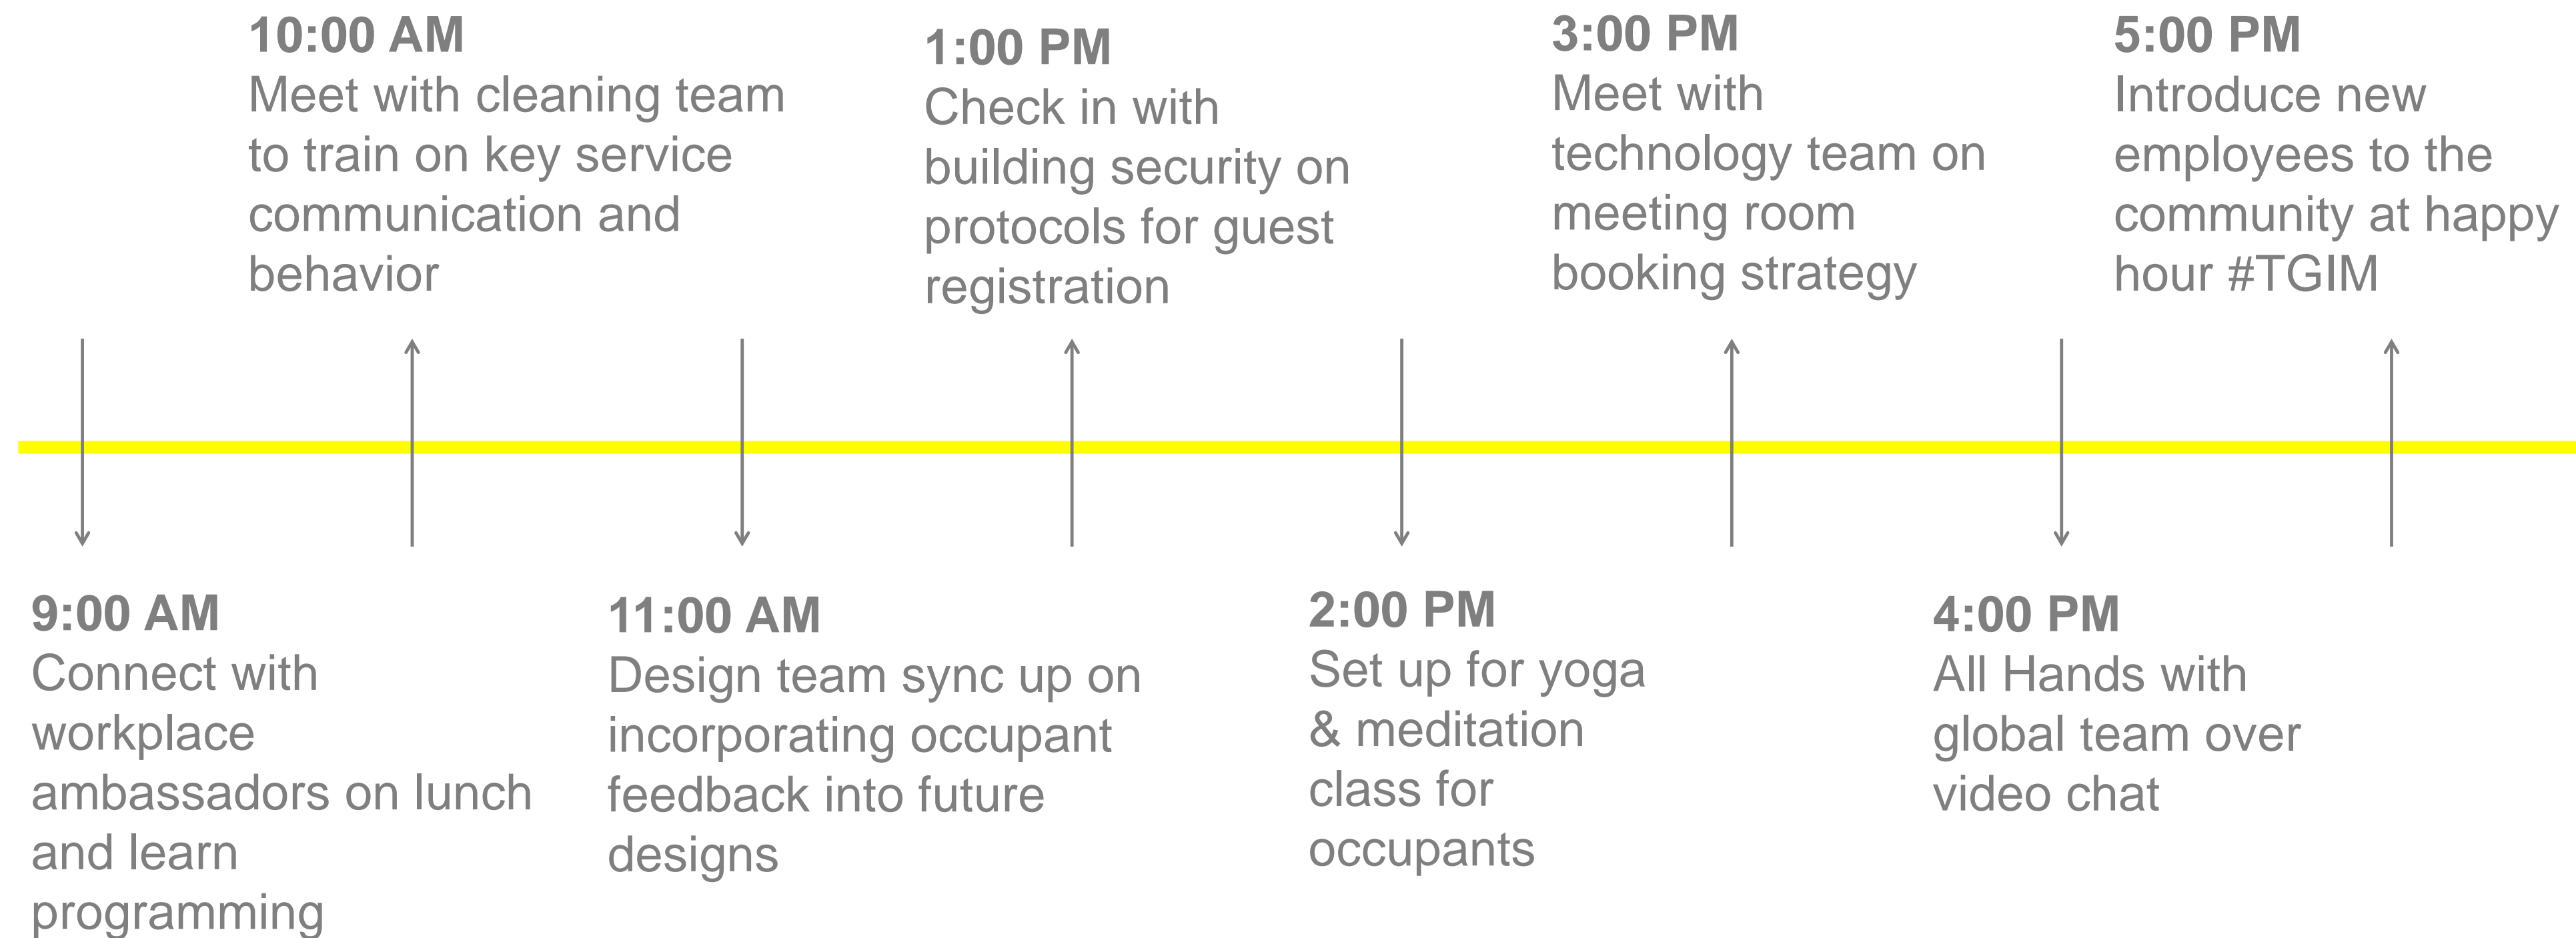 10:00 AM
Meet with cleaning team
to train on key service
communication and
behavior
1:00 PM
Check in with
building security on
protocols for guest
registration
3:00 PM
Meet with
technology team on
meeting room
booking strategy
5:00 PM
Introduce new
employees to the
community at happy
hour #TGIM
9:00 AM
Connect with
workplace
ambassadors on lunch
and learn
programming
11:00 AM
Design team sync up on
incorporating occupant
feedback into future
designs
2:00 PM
Set up for yoga
& meditation
class for
occupants
4:00 PM
All Hands with
global team over
video chat